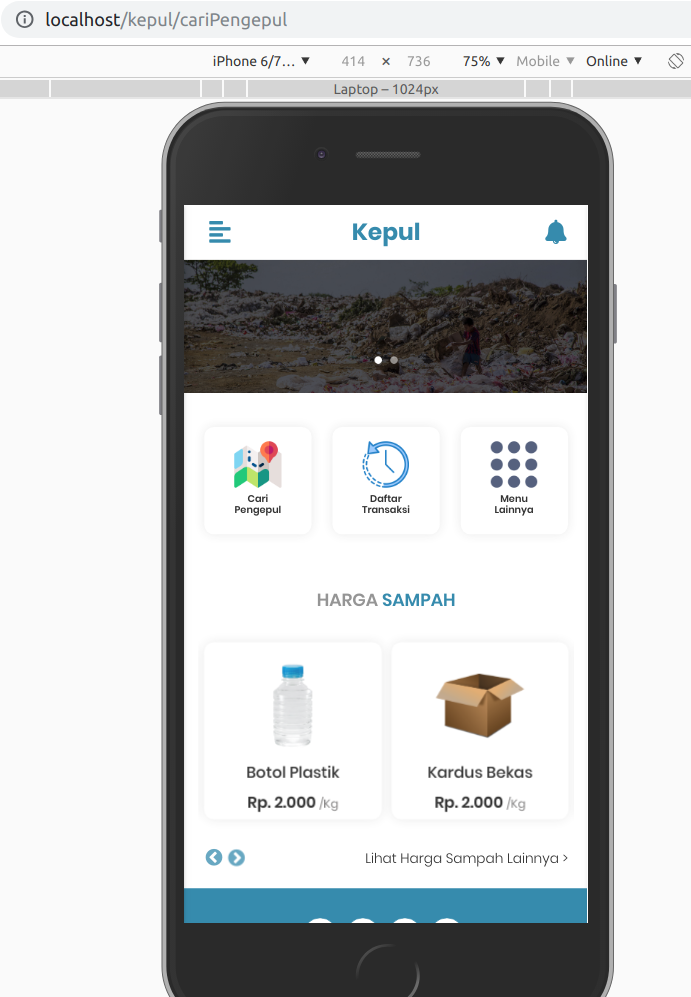 localhost/kepul/cariPengepul
iPhone 6/7... ▼ 414 × 736 75% ▼ Mobile ▼ Online ▼
Laptop – 1024px
Kepul
Cari
Pengepul
Daftar
Transaksi
Menu
Lainnya
HARGA SAMPAH
Botol Plastik
Rp. 2.000 /Kg
Kardus Bekas
Rp. 2.000 /Kg
Lihat Harga Sampah Lainnya >